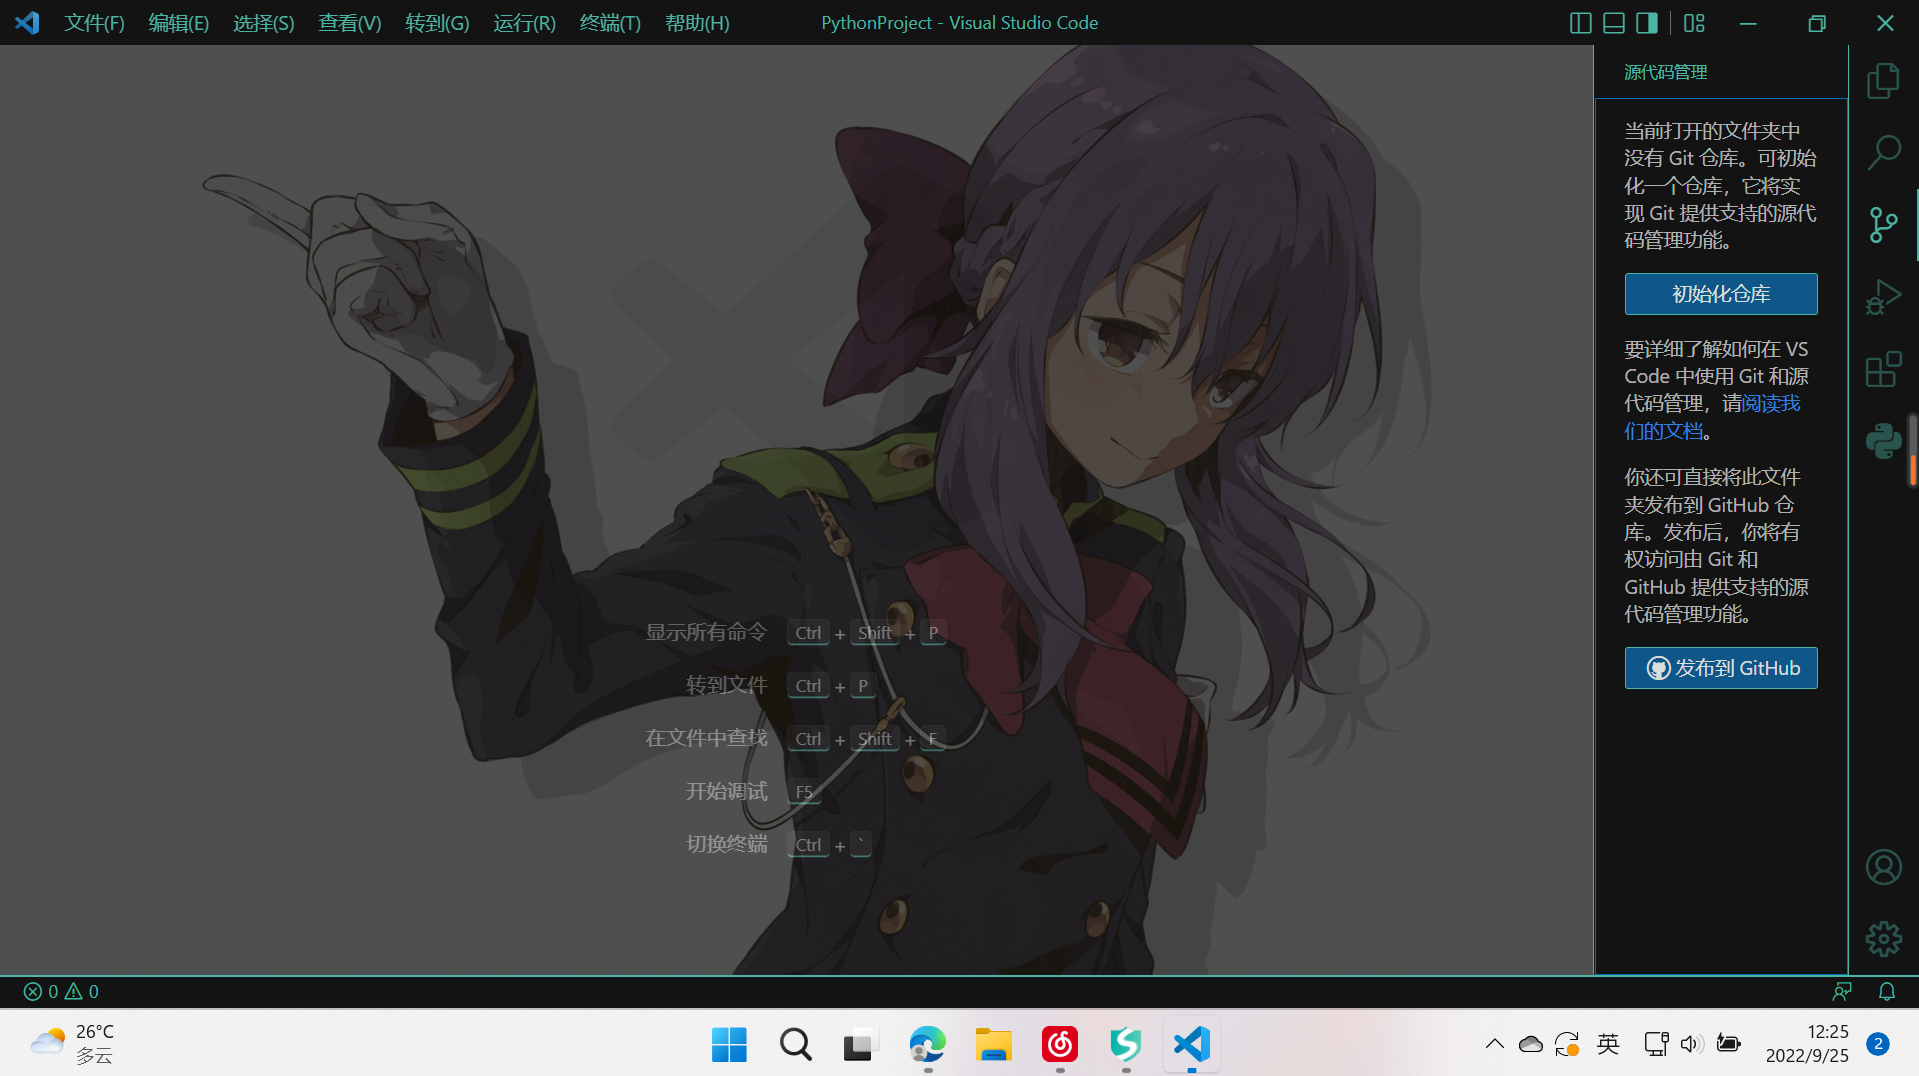 文件(F) 编辑(E) 选择(S) 查看(V) 转到(G) 运行(R) 终端(T) 帮助(H) PythonProject - Visual Studio Code
源代码管理
当前打开的文件夹中
没有 Git 仓库。可初始
化一个仓库，它将实
现 Git 提供支持的源代
码管理功能。
初始化仓库
要详细了解如何在 VS
Code 中使用 Git 和源
代码管理，请阅读我
们的文档。
你还可直接将此文件
夹发布到 GitHub 仓
库。发布后，你将有
权访问由 Git 和
GitHub 提供支持的源
代码管理功能。
发布到 GitHub
显示所有命令 Ctrl + Shift + P
转到文件 Ctrl + P
在文件中查找 Ctrl + Shift + F
开始调试 F5
切换终端 Ctrl + `
0 0
26°C
多云
英
12:25
2022/9/25
2